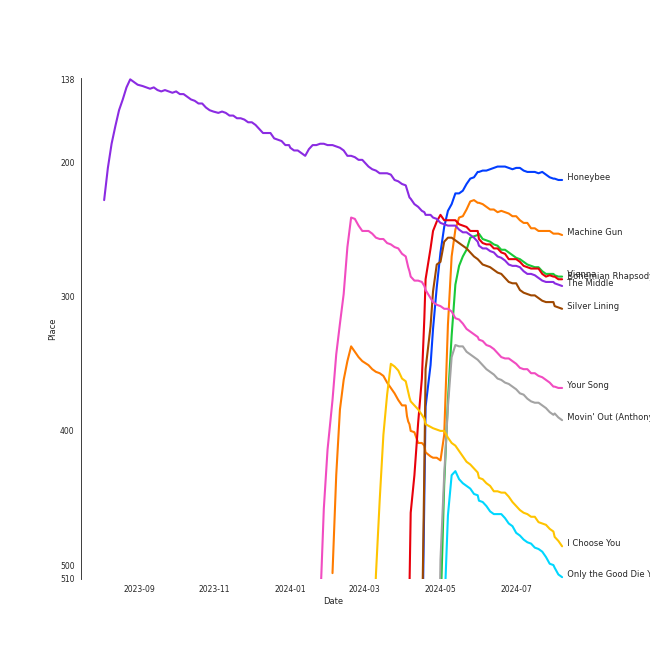 138
200
300
400
500
510
Place
2023-09
2023-11
2024-01
2024-03
2024-05
2024-07
Date
Honeybee
Machine Gun
Vienna
Bohemian Rhapsody
The Middle
Silver Lining
Your Song
Movin' Out (Anthony
I Choose You
Only the Good Die Y